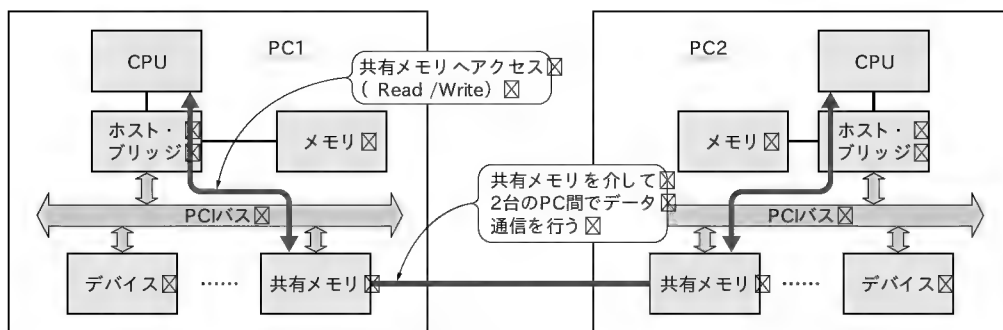 PC1
CPU
ホスト・
ブリッジ
メモリ
共有メモリへアクセス
( Read /Write)
PCIバス
デバイス
……
共有メモリ
共有メモリを介して
2台のPC間でデータ
通信を行う
PC2
CPU
メモリ
ホスト・
ブリッジ
PCIバス
共有メモリ
……
デバイス